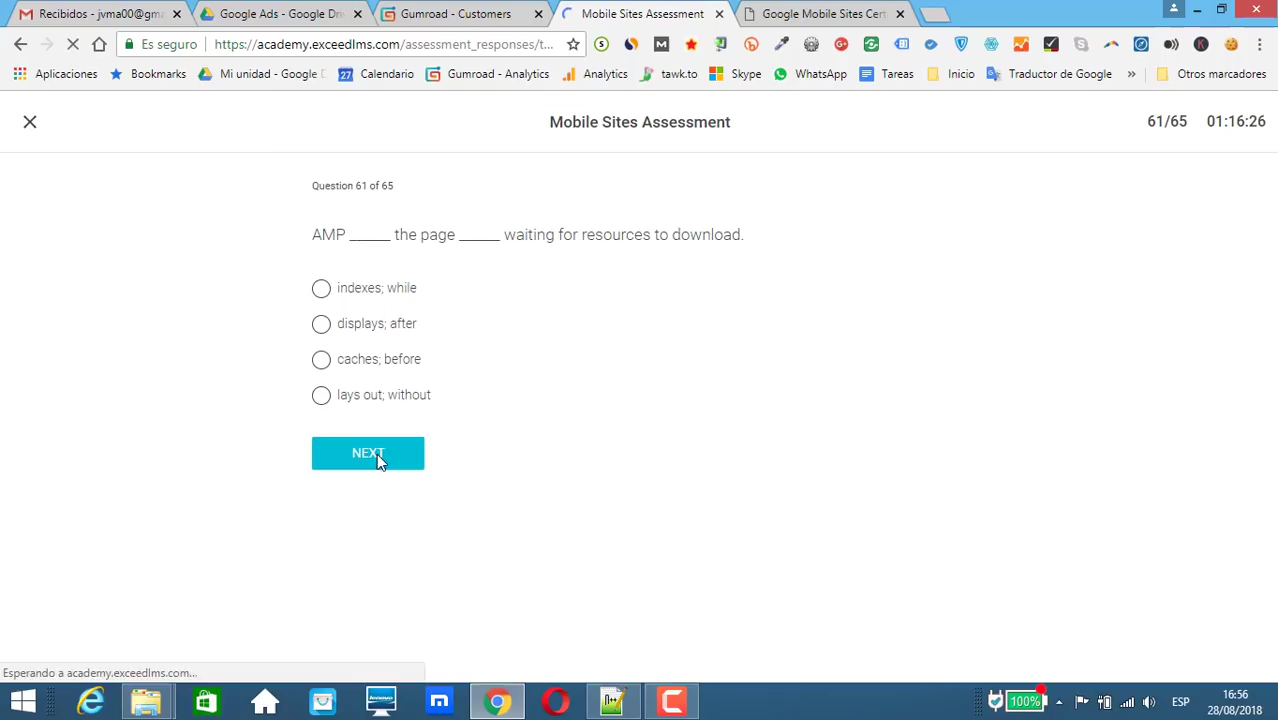 Recibidos - jvma00@gma
Google Ads - Google Dri
Gumroad - Customers
Mobile Sites Assessment
Google Mobile Sites Cert
Es seguro
https://academy.exceedlms.com/assessment_responses/t...
Aplicaciones
Bookmarks
Mi unidad - Google D
Calendario
Gumroad - Analytics
Analytics
tawk.to
Skype
WhatsApp
Tareas
Inicio
Traductor de Google
»
Otros marcadores
Mobile Sites Assessment
61/65
01:16:26
Question 61 of 65
AMP ______ the page ______ waiting for resources to download.
indexes; while
displays; after
caches; before
lays out; without
NEXT
Esperando a academy.exceedlms.com...
100%
ESP
16:56
28/08/2018